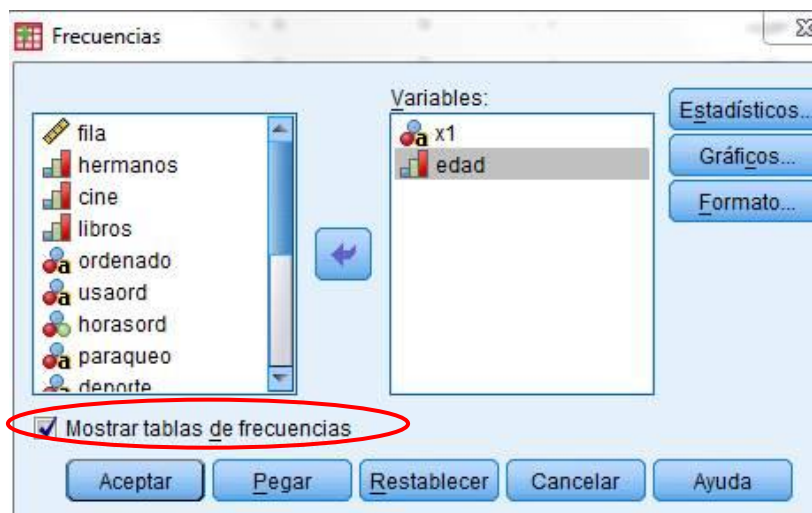 Frecuencias
Variables:
fila
hermanos
cine
libros
ordenado
usaord
horasord
paraqueo
deporte
x1
edad
Estadísticos...
Gráficos...
Formato...
Mostrar tablas de frecuencias
Aceptar
Pegar
Restablecer
Cancelar
Ayuda